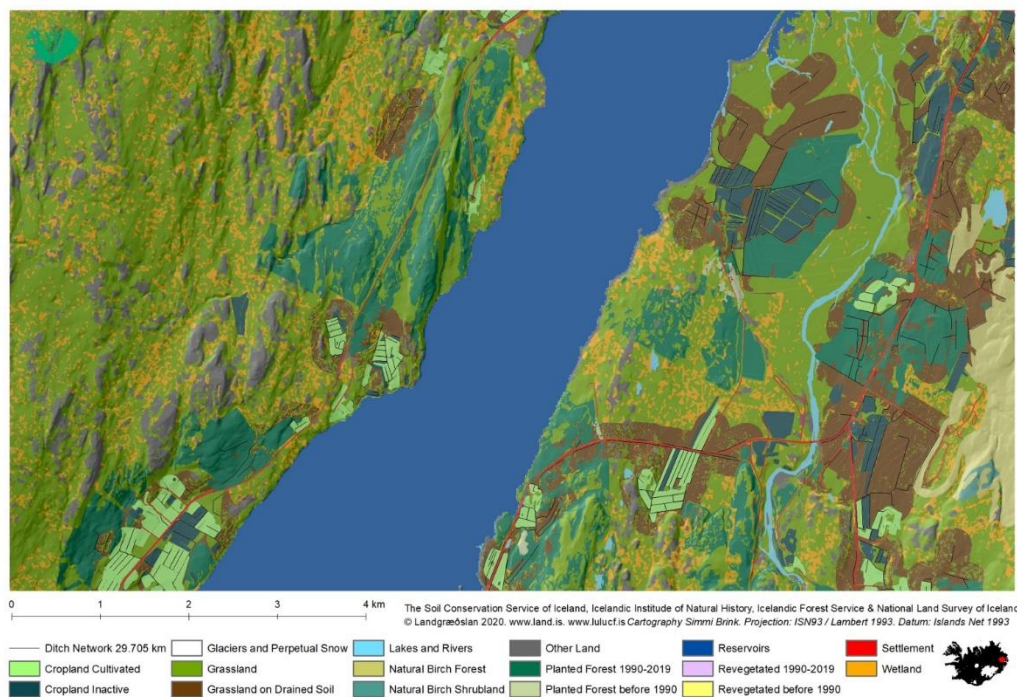 0 1 2 3 4 km
The Soil Conservation Service of Iceland, Icelandic Institude of Natural History, Icelandic Forest Service & National Land Survey of Iceland
© Landgræðslan 2020. www.land.is. www.lulucf.is Cartography Simmi Brink. Projection: ISN93 / Lambert 1993. Datum: Islands Net 1993
Ditch Network 29.705 km Glaciers and Perpetual Snow Lakes and Rivers Other Land Reservoirs Settlement
Cropland Cultivated Grassland Natural Birch Forest Planted Forest 1990-2019 Revegetated 1990-2019 Wetland
Cropland Inactive Grassland on Drained Soil Natural Birch Shrubland Planted Forest before 1990 Revegetated before 1990